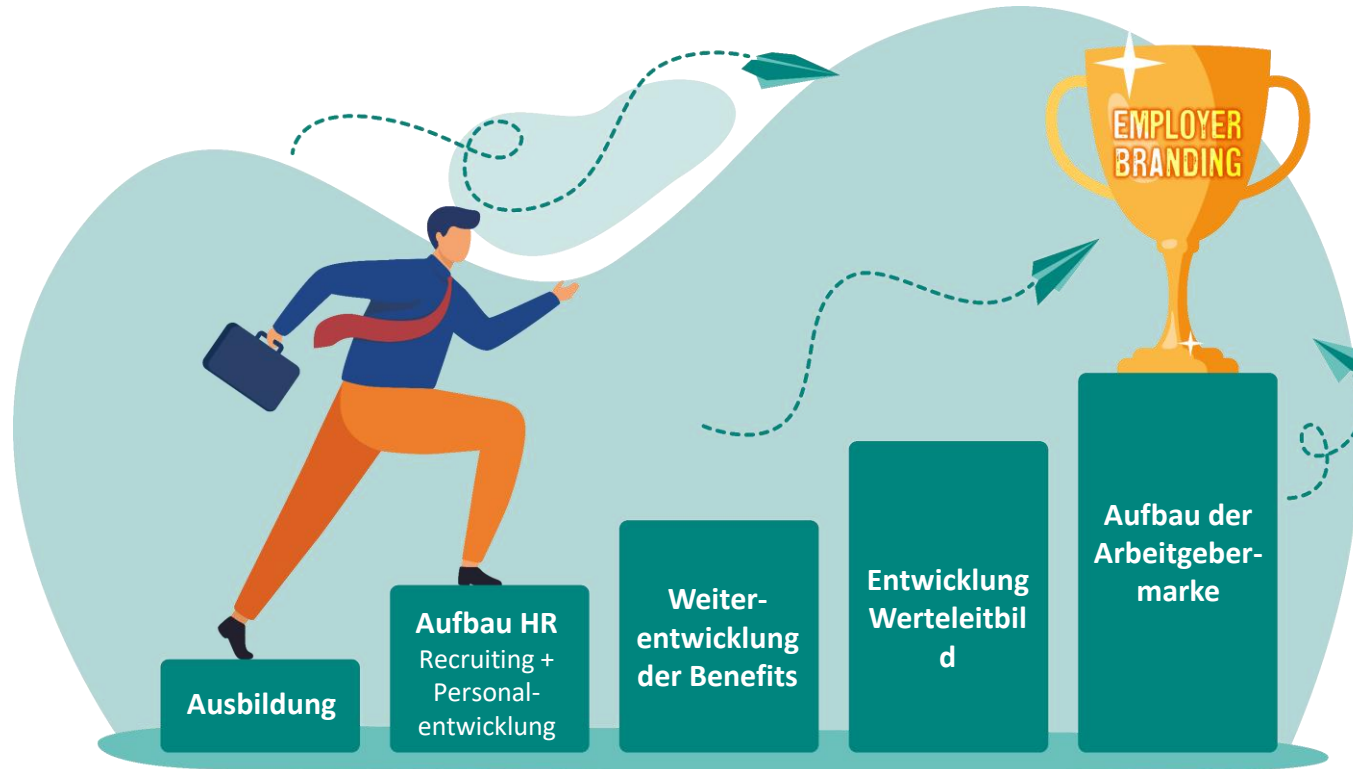 EMPLOYER
BRANDING
Ausbildung
Aufbau HR
Recruiting +
Personal-
entwicklung
Weiter-
entwicklung
der Benefits
Entwicklung
Werteleitbil
d
Aufbau der
Arbeitgeber-
marke